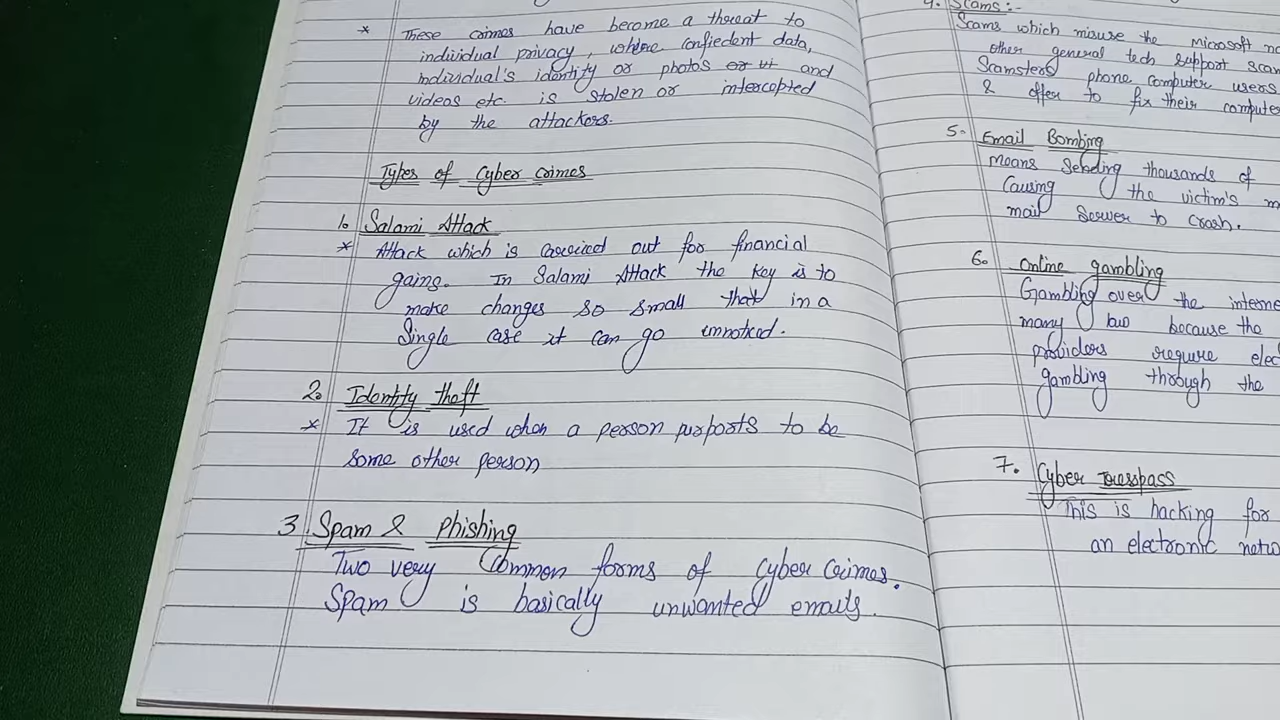 * These crimes have become a threat to
individual privacy, where confiedent data,
individual's identity or photos and
videos etc. is stolen or intercepted
by the attackers.
Types of Cyber Crimes
1. Salami Attack
* Attack which is carried out for financial
gains. In Salami Attack the key is to
make changes so small that in a
Single case it can go unnoticed.
2. Identity theft
* It is used when a person purports to be
some other person
3 Spam & Phishing
Two very Common forms of Cyber Crimes.
Spam is basically unwanted emails.
4. Scams :-
Scams which misuse the Microsoft
other general tech support scam
Scamsters phone computer users
& offer to fix their
5. Email Bombing
Means sending thousands of
Causing the victim's
mail Server to Crash.
6. Online gambling
Gambling over the
many because the
providers require
gambling through the
7. Cyber Tresspass
This is hacking for
an electronic